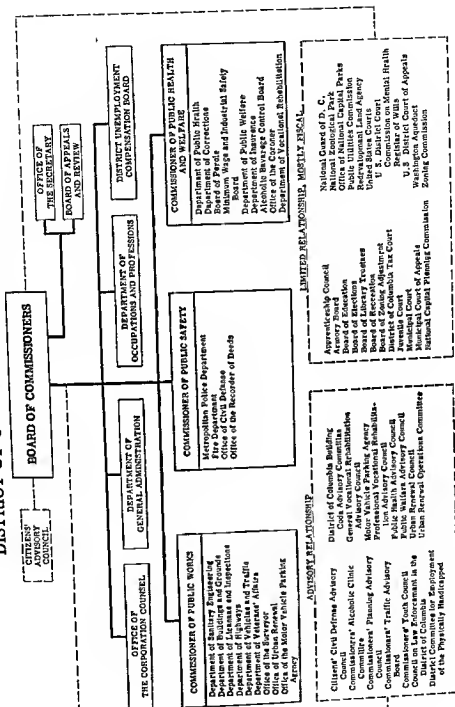 CITIZENS'
ADVISORY
COUNCIL
BOARD OF COMMISSIONERS
OFFICE OF
THE SECRETARY
BOARD OF APPEALS
AND REVIEW
OFFICE OF
THE CORPORATION COUNSEL
DEPARTMENT OF
GENERAL ADMINISTRATION
DEPARTMENT OF
OCCUPATIONS AND PROFESSIONS
DISTRICT UNEMPLOYMENT
COMPENSATION BOARD
COMMISSIONER OF PUBLIC WORKS
Department of Sanitary Engineering
Department of Buildings and Grounds
Department of Licenses and Inspections
Department of Highways
Department of Vehicles and Traffic
Department of Veterans' Affairs
Office of the Surveyor
Office of Urban Renewal
Office of the Motor Vehicle Parking
Agency
COMMISSIONER OF PUBLIC SAFETY
Metropolitan Police Department
Fire Department
Office of Civil Defense
Office of the Recorder of Deeds
COMMISSIONER OF PUBLIC HEALTH
AND WELFARE
Department of Public Health
Department of Corrections
Board of Parole
Minimum Wage and Industrial Safety
Board
Department of Public Welfare
Department of Insurance
Alcoholic Beverage Control Board
Office of the Coroner
Department of Vocational Rehabilitation
ADVISORY RELATIONSHIP
Citizens' Civil Defense Advisory
Council
Commissioners' Alcoholic Clinic
Committee
Commissioners' Planning Advisory
Council
Commissioners' Traffic Advisory
Board
Commissioners' Youth Council
Council on Law Enforcement in the
District of Columbia
District Committee for Employment
of the Physically Handicapped
District of Columbia Building
Code Advisory Committee
General Vocational Rehabilitation
Advisory Council
Motor Vehicle Parking Agency
Professional Vocational Rehabilita-
tion Advisory Council
Public Health Advisory Council
Public Welfare Advisory Council
Urban Renewal Council
Urban Renewal Operations Committee
LIMITED RELATIONSHIP, MOSTLY FISCAL
Apprenticeship Council
Armory Board
Board of Education
Board of Elections
Board of Library Trustees
Board of Recreation
Board of Zoning Adjustment
District of Columbia Tax Court
Juvenile Court
Municipal Court
Municipal Court of Appeals
National Capital Planning Commission
National Guard of D. C.
National Zoological Park
Office of National Capital Parks
Public Utilities Commission
Redevelopment Land Agency
United States Courts
U. S. District Court
Commission on Mental Health
Register of Wills
U.S. District Court of Appeals
Washington Aqueduct
Zoning Commission